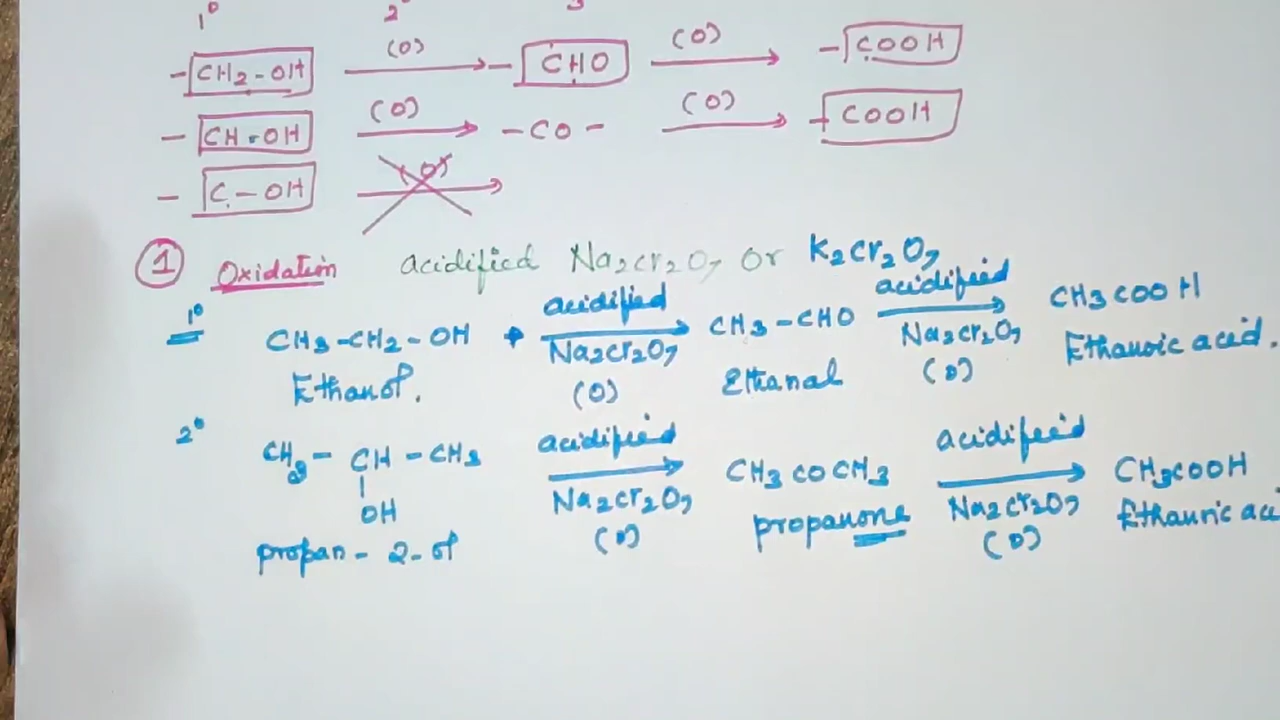 1° 2° 3
-CH2-OH (O) → -CHO (O) → -COOH
-CH-OH (O) → -CO- (O) → -COOH
-C-OH (O) →
1 Oxidation acidified Na2Cr2O7 or K2Cr2O7
1° CH3-CH2-OH acidified Na2Cr2O7 (O) → CH3-CHO acidified Na2Cr2O7 (O) → CH3COOH
Ethanol. Ethanal Ethanoic acid.
2° CH3-CH-CH3 acidified Na2Cr2O7 (O) → CH3COCH3 acidified Na2Cr2O7 (O) → CH3COOH
OH
propan-2-ol propanone